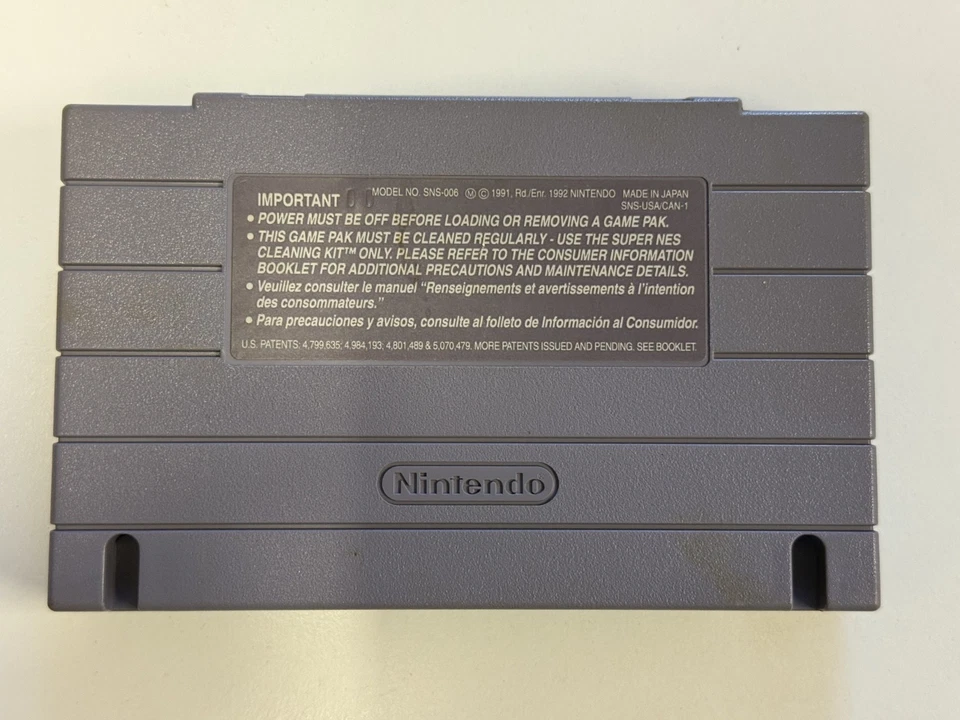 IMPORTANT MODEL NO. SNS-006 Ⓜ © 1991, Rd./Enr. 1992 NINTENDO MADE IN JAPAN
SNS-USA/CAN-1
• POWER MUST BE OFF BEFORE LOADING OR REMOVING A GAME PAK.
• THIS GAME PAK MUST BE CLEANED REGULARLY - USE THE SUPER NES
CLEANING KIT™ ONLY. PLEASE REFER TO THE CONSUMER INFORMATION
BOOKLET FOR ADDITIONAL PRECAUTIONS AND MAINTENANCE DETAILS.
• Veuillez consulter le manuel “Renseignements et avertissements à l’intention
des consommateurs.”
• Para precauciones y avisos, consulte al folleto de Información al Consumidor.
U.S. PATENTS; 4,799,635; 4,984,193; 4,801,489 & 5,070,479. MORE PATENTS ISSUED AND PENDING. SEE BOOKLET.
Nintendo